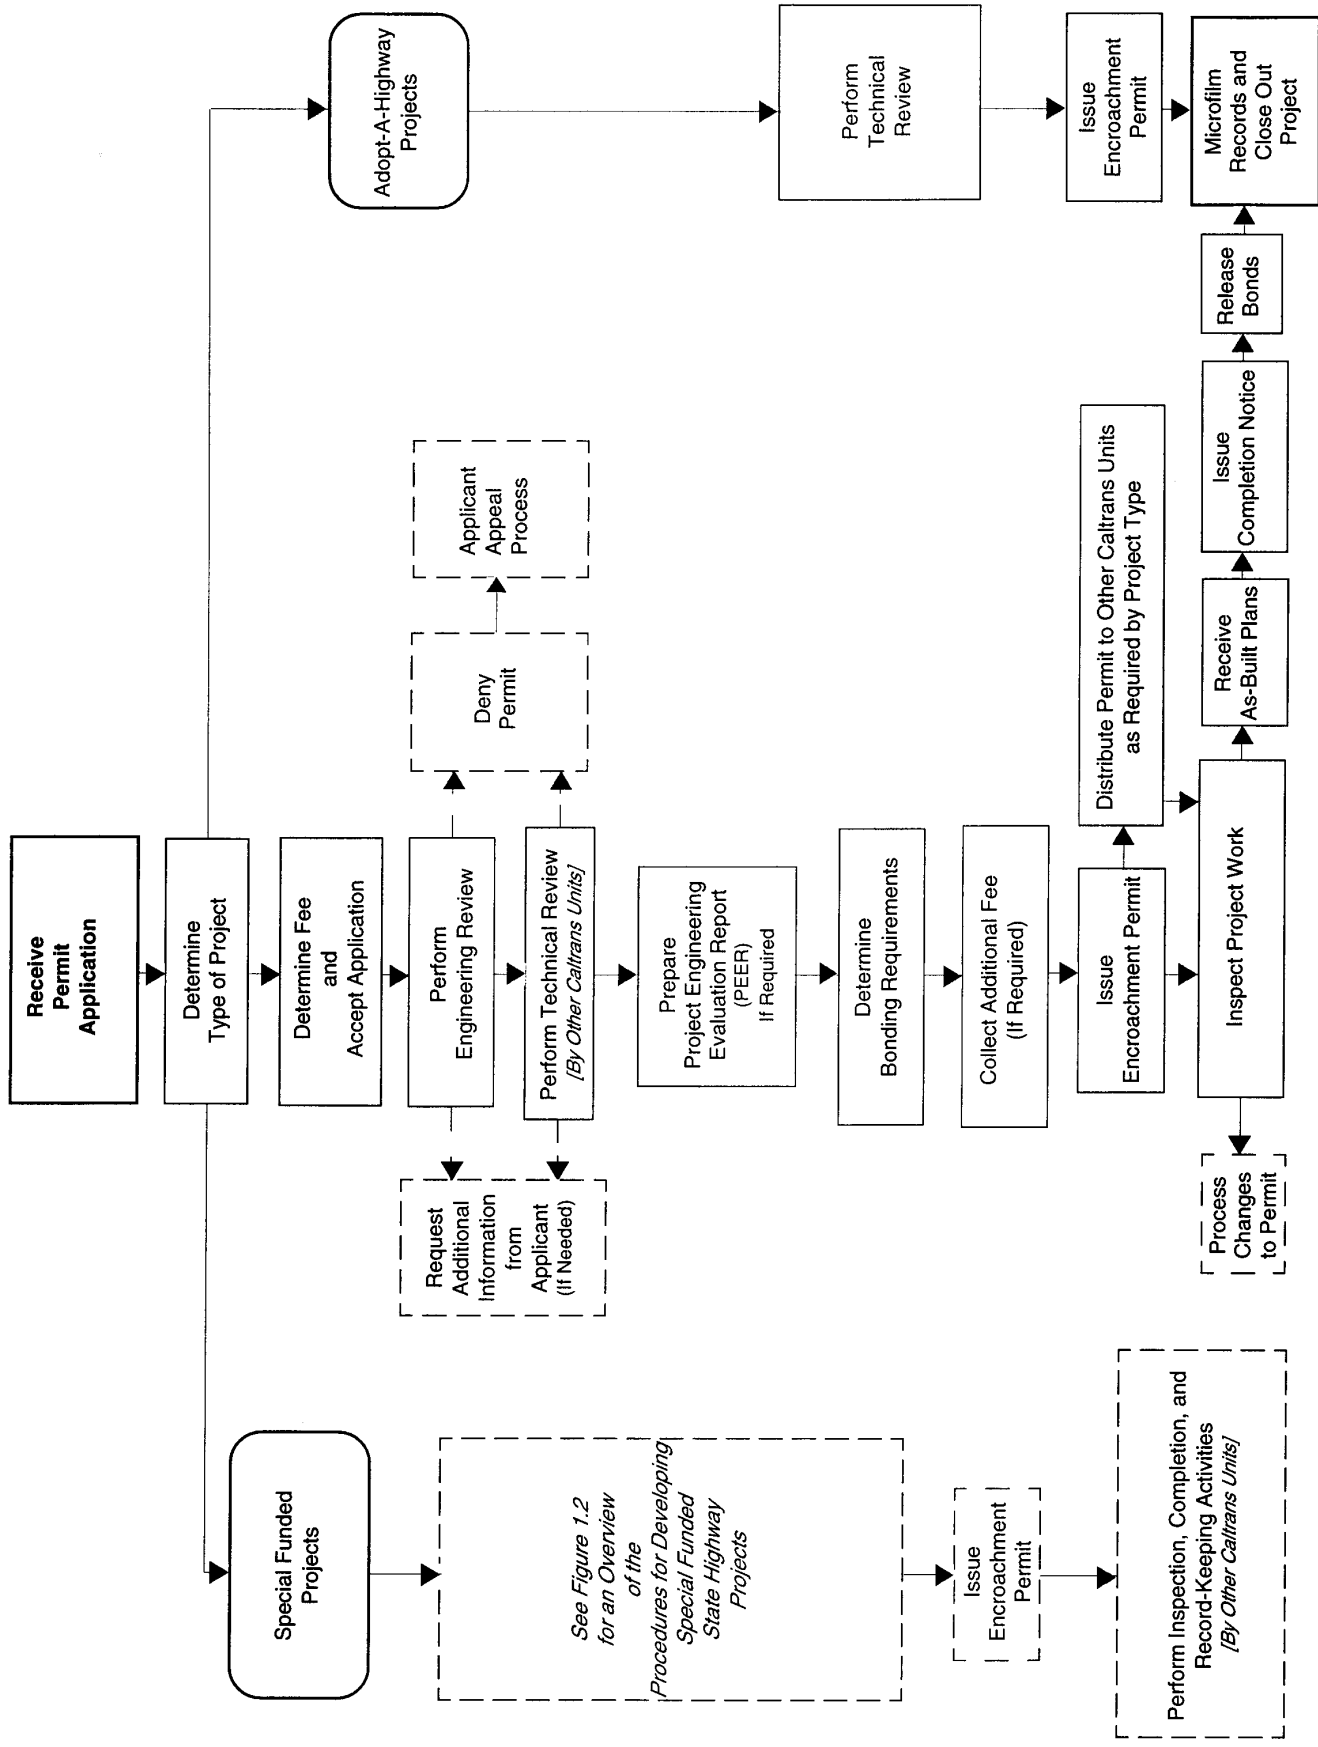 Receive
Permit
Application
Determine
Type of Project
Special Funded
Projects
Adopt-A-Highway
Projects
Determine Fee
and
Accept Application
Perform
Engineering Review
Request
Additional
Information
from
Applicant
(If Needed)
Deny
Permit
Applicant
Appeal
Process
Perform Technical Review
[By Other Caltrans Units]
See Figure 1.2
for an Overview
of the
Procedures for Developing
Special Funded
State Highway
Projects
Prepare
Project Engineering
Evaluation Report
(PEER)
If Required
Perform
Technical
Review
Determine
Bonding Requirements
Collect Additional Fee
(If Required)
Issue
Encroachment
Permit
Issue
Encroachment Permit
Distribute Permit to Other Caltrans Units
as Required by Project Type
Issue
Encroachment
Permit
Perform Inspection, Completion, and
Record-Keeping Activities
[By Other Caltrans Units]
Process
Changes
to Permit
Inspect Project Work
Receive
As-Built Plans
Issue
Completion Notice
Release
Bonds
Microfilm
Records and
Close Out
Project